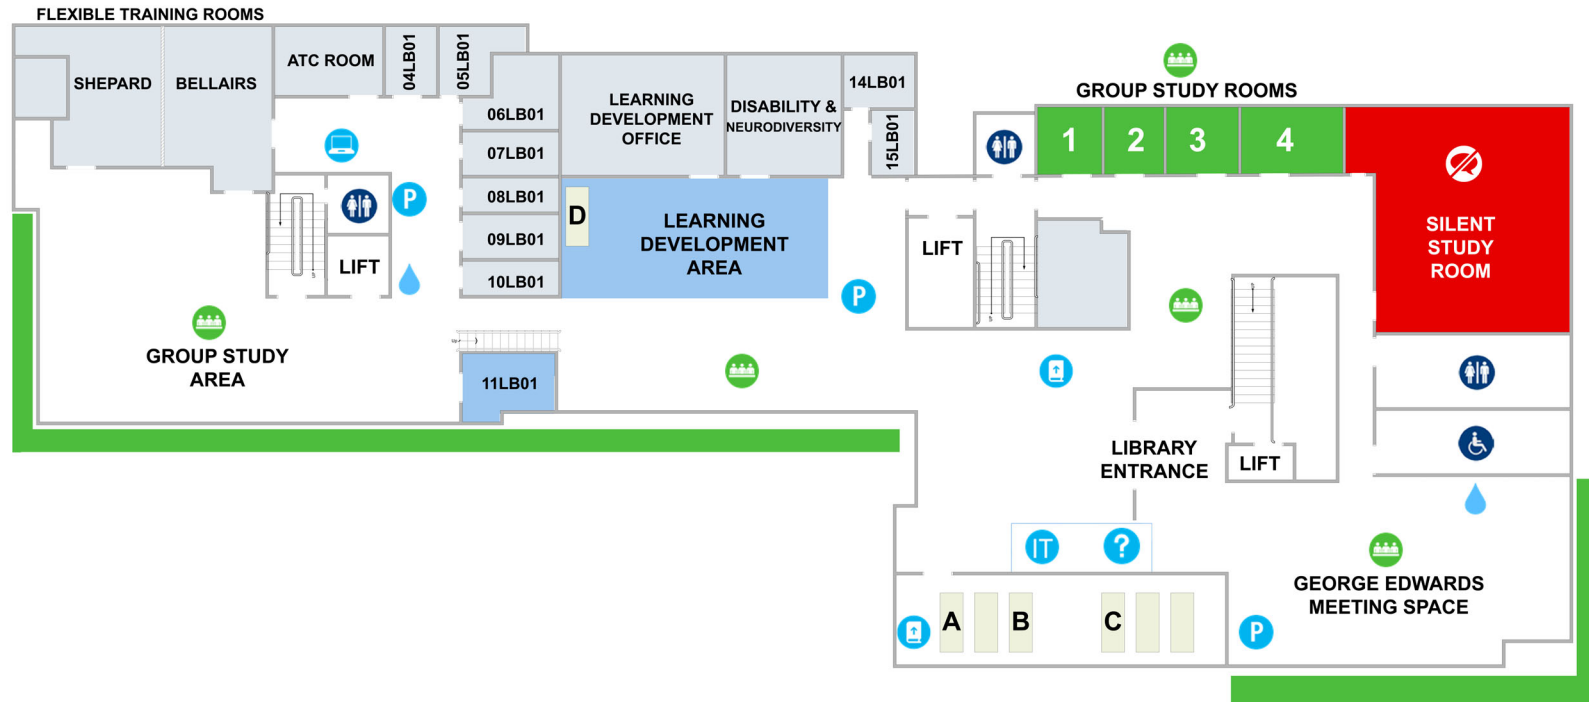 FLEXIBLE TRAINING ROOMS
SHEPARD
BELLAIRS
ATC ROOM
04LB01
05LB01
06LB01
07LB01
08LB01
09LB01
10LB01
11LB01
LEARNING
DEVELOPMENT
OFFICE
DISABILITY &
NEURODIVERSITY
14LB01
15LB01
GROUP STUDY ROOMS
1
2
3
4
SILENT
STUDY
ROOM
P
LIFT
D
LEARNING
DEVELOPMENT
AREA
P
LIFT
GROUP STUDY
AREA
LIBRARY
ENTRANCE
LIFT
IT
?
GEORGE EDWARDS
MEETING SPACE
A
B
C
P